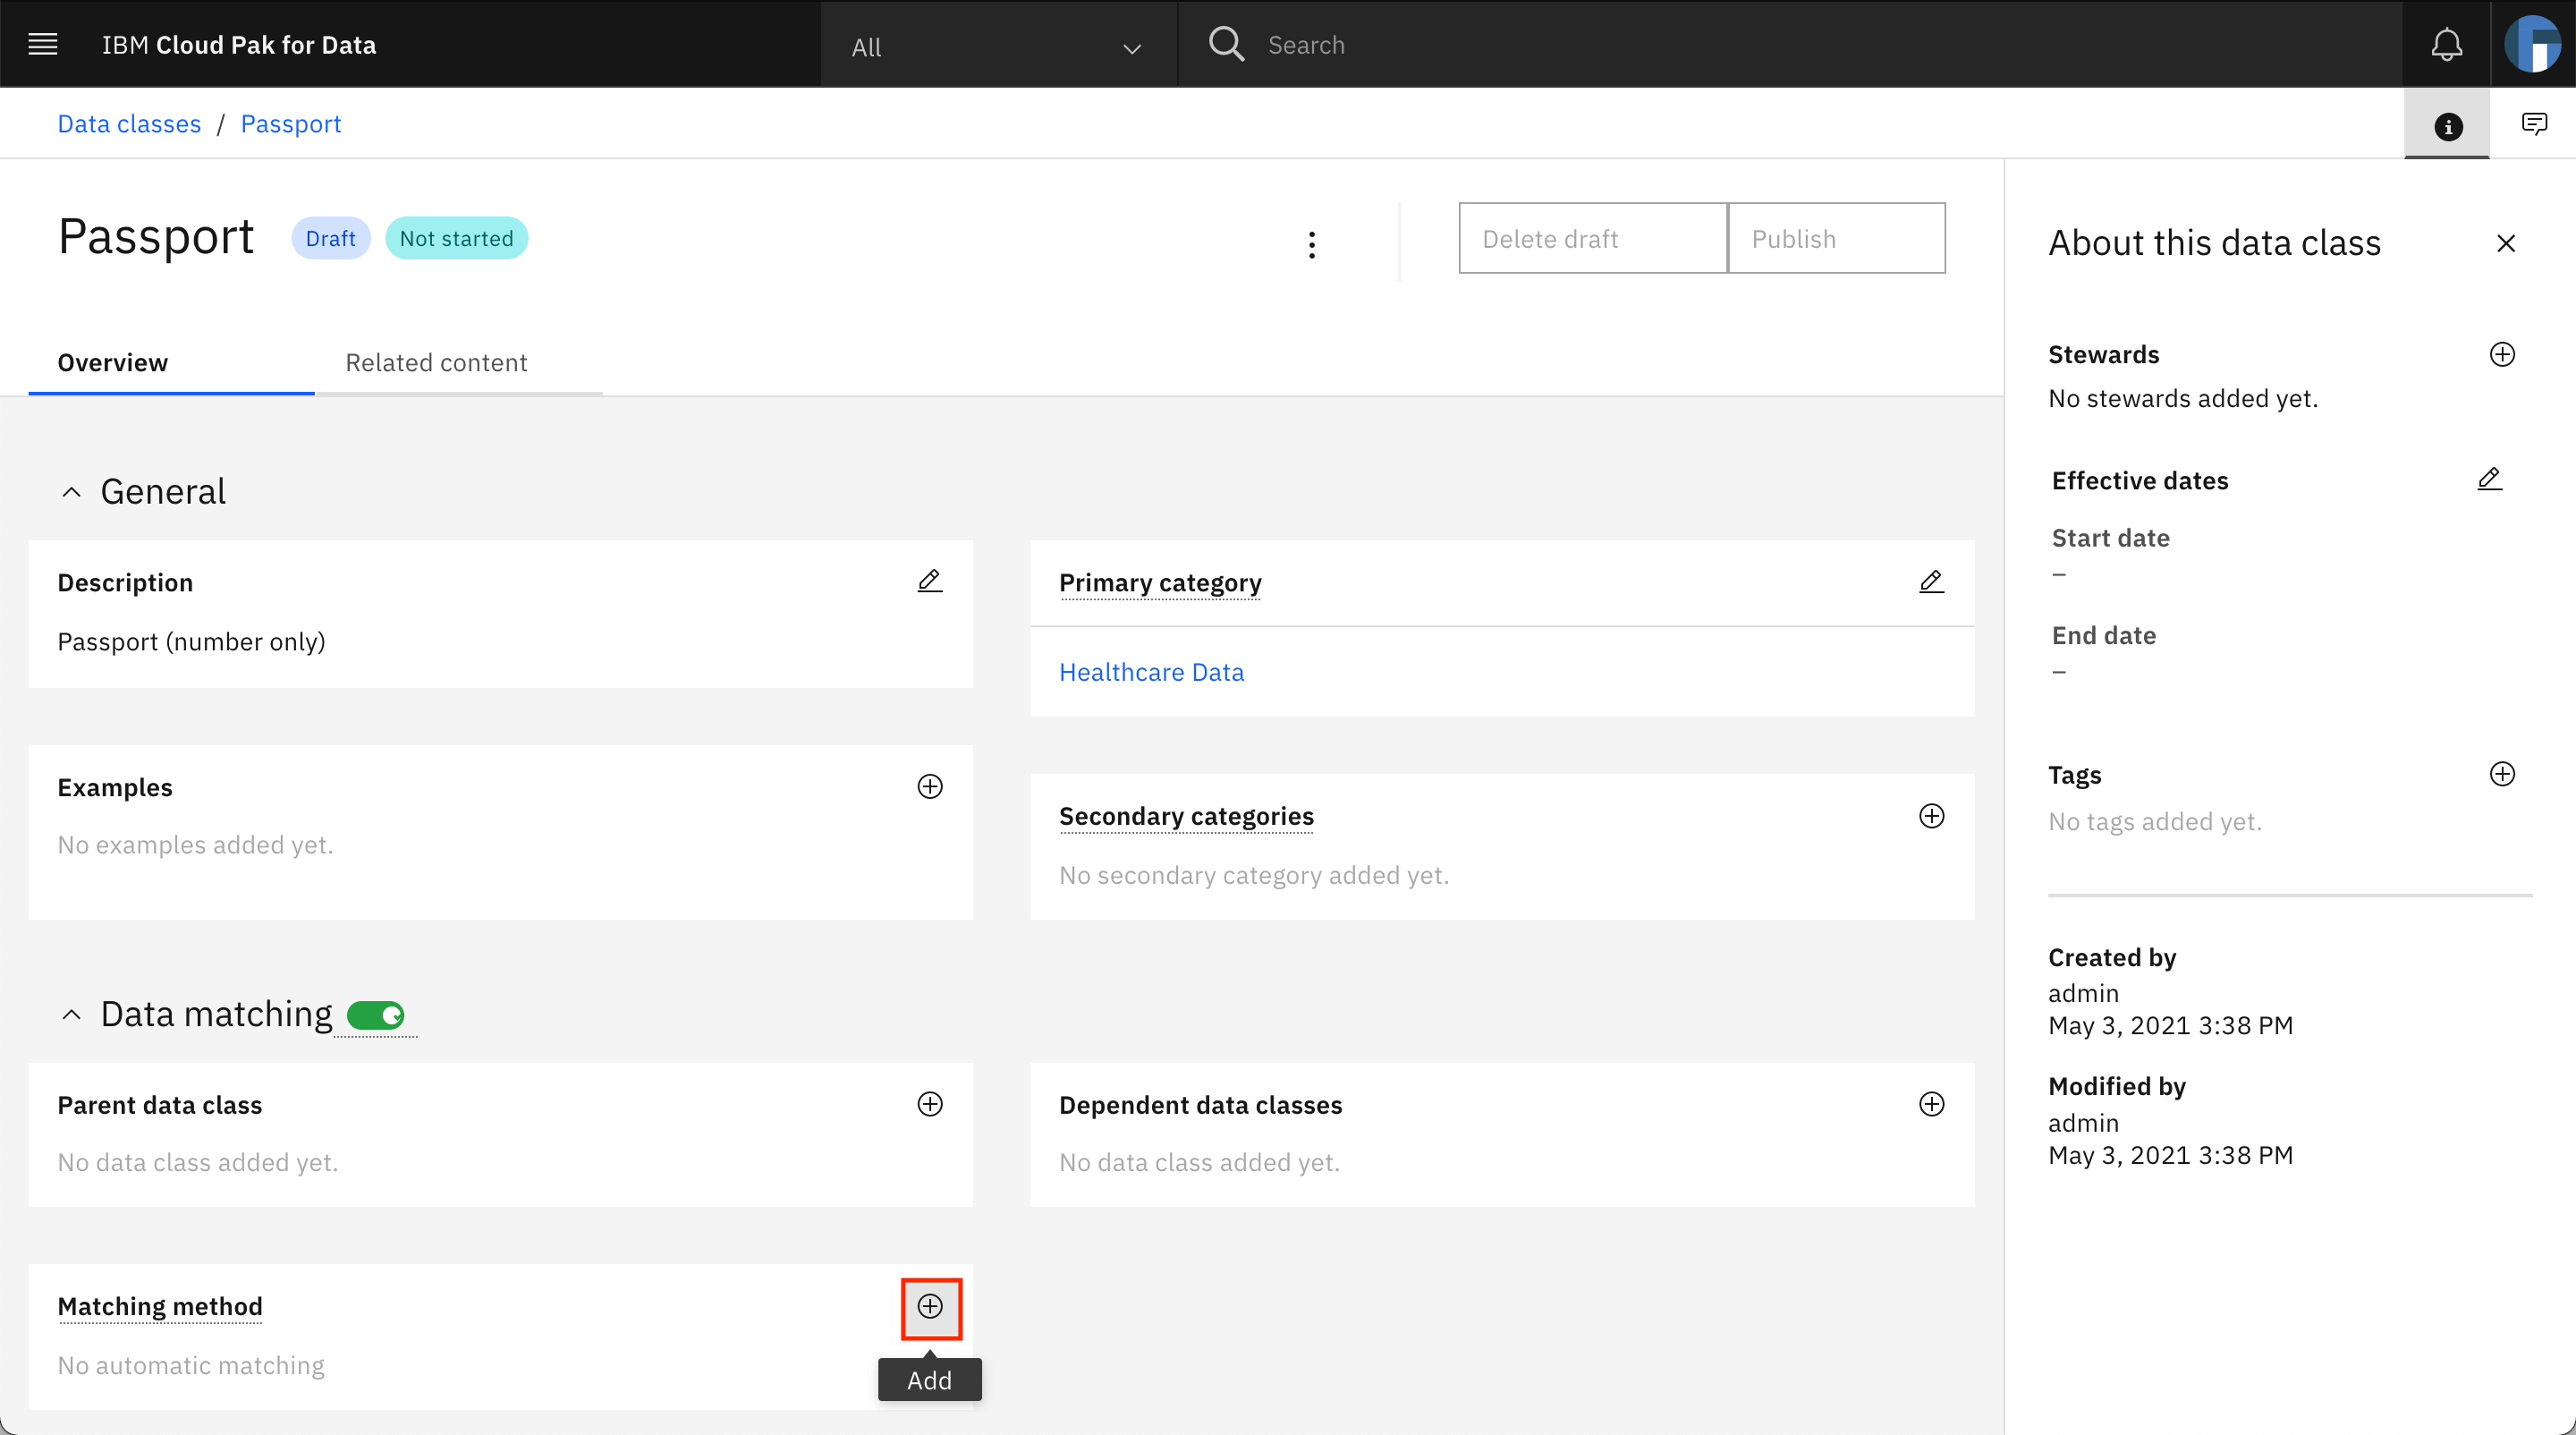 IBM Cloud Pak for Data
All
Search
Data classes / Passport
Passport
Draft
Not started
Delete draft
Publish
Overview
Related content
General
Description
Passport (number only)
Primary category
Healthcare Data
Examples
No examples added yet.
Secondary categories
No secondary category added yet.
Data matching
Parent data class
No data class added yet.
Dependent data classes
No data class added yet.
Matching method
No automatic matching
Add
About this data class
Stewards
No stewards added yet.
Effective dates
Start date
–
End date
–
Tags
No tags added yet.
Created by
admin
May 3, 2021 3:38 PM
Modified by
admin
May 3, 2021 3:38 PM